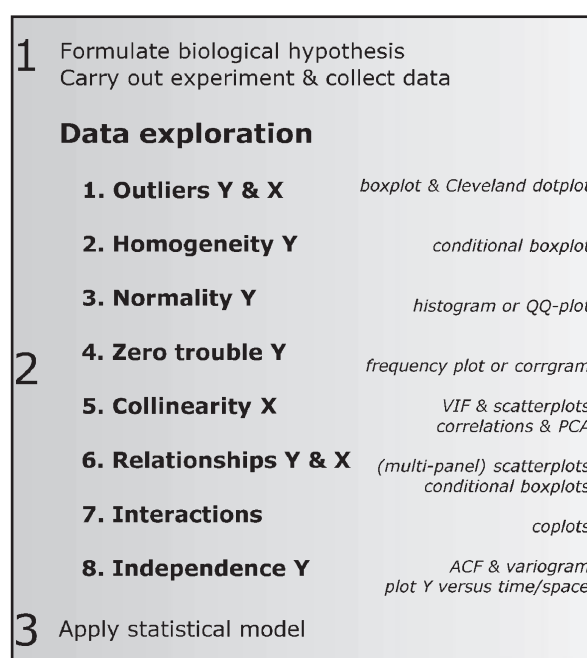 1 Formulate biological hypothesis
Carry out experiment & collect data
Data exploration
1. Outliers Y & X boxplot & Cleveland dotplot
2. Homogeneity Y conditional boxplot
3. Normality Y histogram or QQ-plot
2
4. Zero trouble Y frequency plot or corrgram
5. Collinearity X VIF & scatterplots
correlations & PCA
6. Relationships Y & X (multi-panel) scatterplots
conditional boxplots
7. Interactions coplots
8. Independence Y ACF & variogram
plot Y versus time/space
3 Apply statistical model